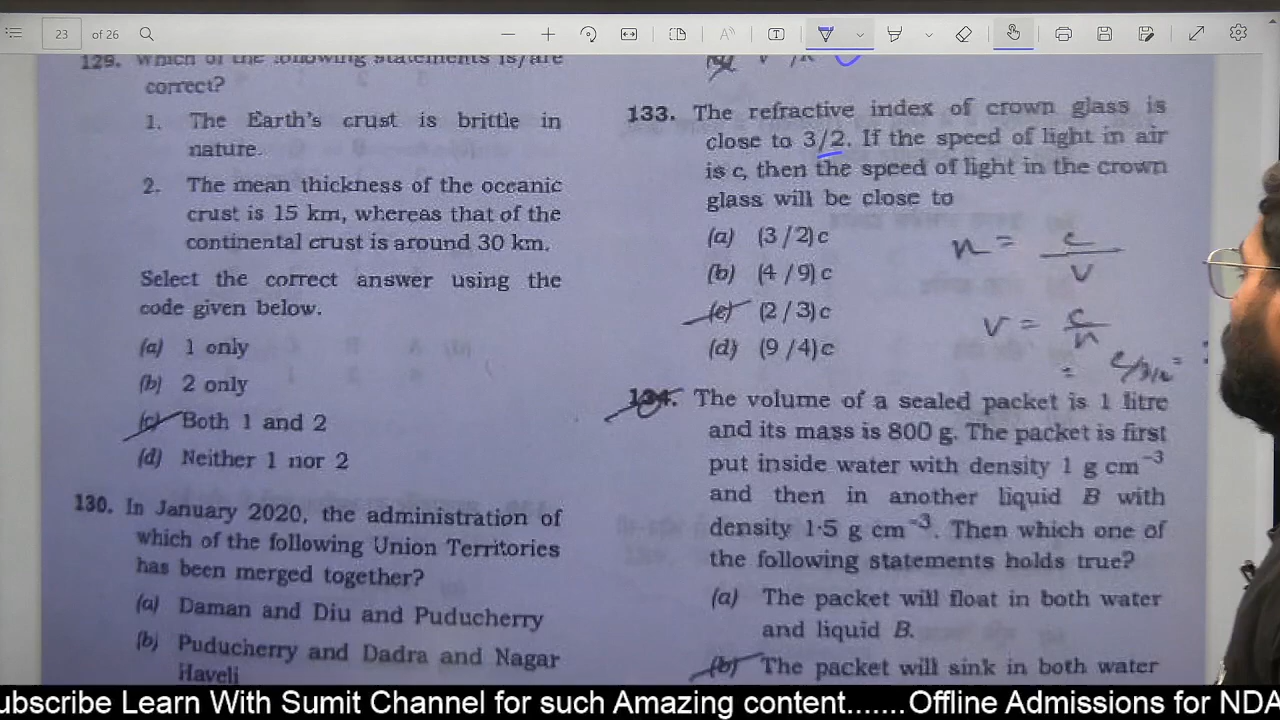 23 of 26
129. Which of the following statements is/are
correct?
1. The Earth's crust is brittle in
nature.
2. The mean thickness of the oceanic
crust is 15 km, whereas that of the
continental crust is around 30 km.
Select the correct answer using the
code given below.
(a) 1 only
(b) 2 only
(c) Both 1 and 2
(d) Neither 1 nor 2
130. In January 2020, the administration of
which of the following Union Territories
has been merged together?
(a) Daman and Diu and Puducherry
(b) Puducherry and Dadra and Nagar
Haveli
133. The refractive index of crown glass is
close to 3/2. If the speed of light in air
is c, then the speed of light in the crown
glass will be close to
(a) (3/2)c
(b) (4/9)c
(c) (2/3)c
(d) (9/4)c
n = c/v
v = c/n
= c/3/2 =
134. The volume of a sealed packet is 1 litre
and its mass is 800 g. The packet is first
put inside water with density 1 g cm⁻³
and then in another liquid B with
density 1·5 g cm⁻³. Then which one of
the following statements holds true?
(a) The packet will float in both water
and liquid B.
(b) The packet will sink in both water
ubscribe Learn With Sumit Channel for such Amazing content....... Offline Admissions for NDA